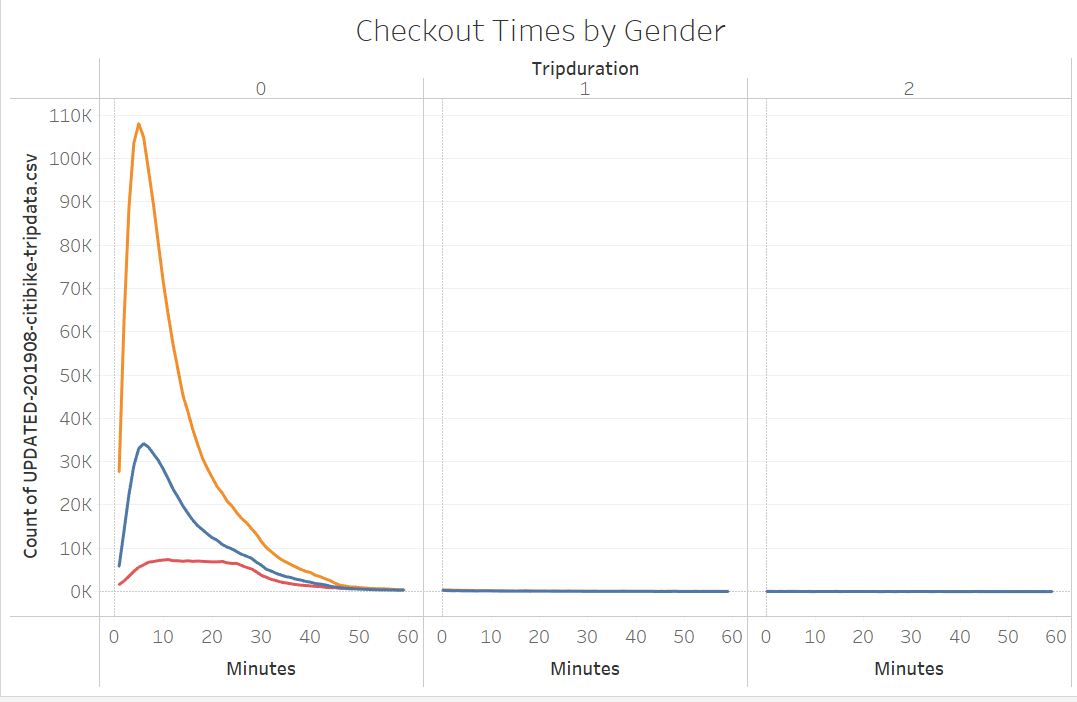 Checkout Times by Gender
Tripduration
0 1 2
Count of UPDATED-201908-citibike-tripdata.csv
110K
100K
90K
80K
70K
60K
50K
40K
30K
20K
10K
0K
0 10 20 30 40 50 60 0 10 20 30 40 50 60 0 10 20 30 40 50 60
Minutes Minutes Minutes